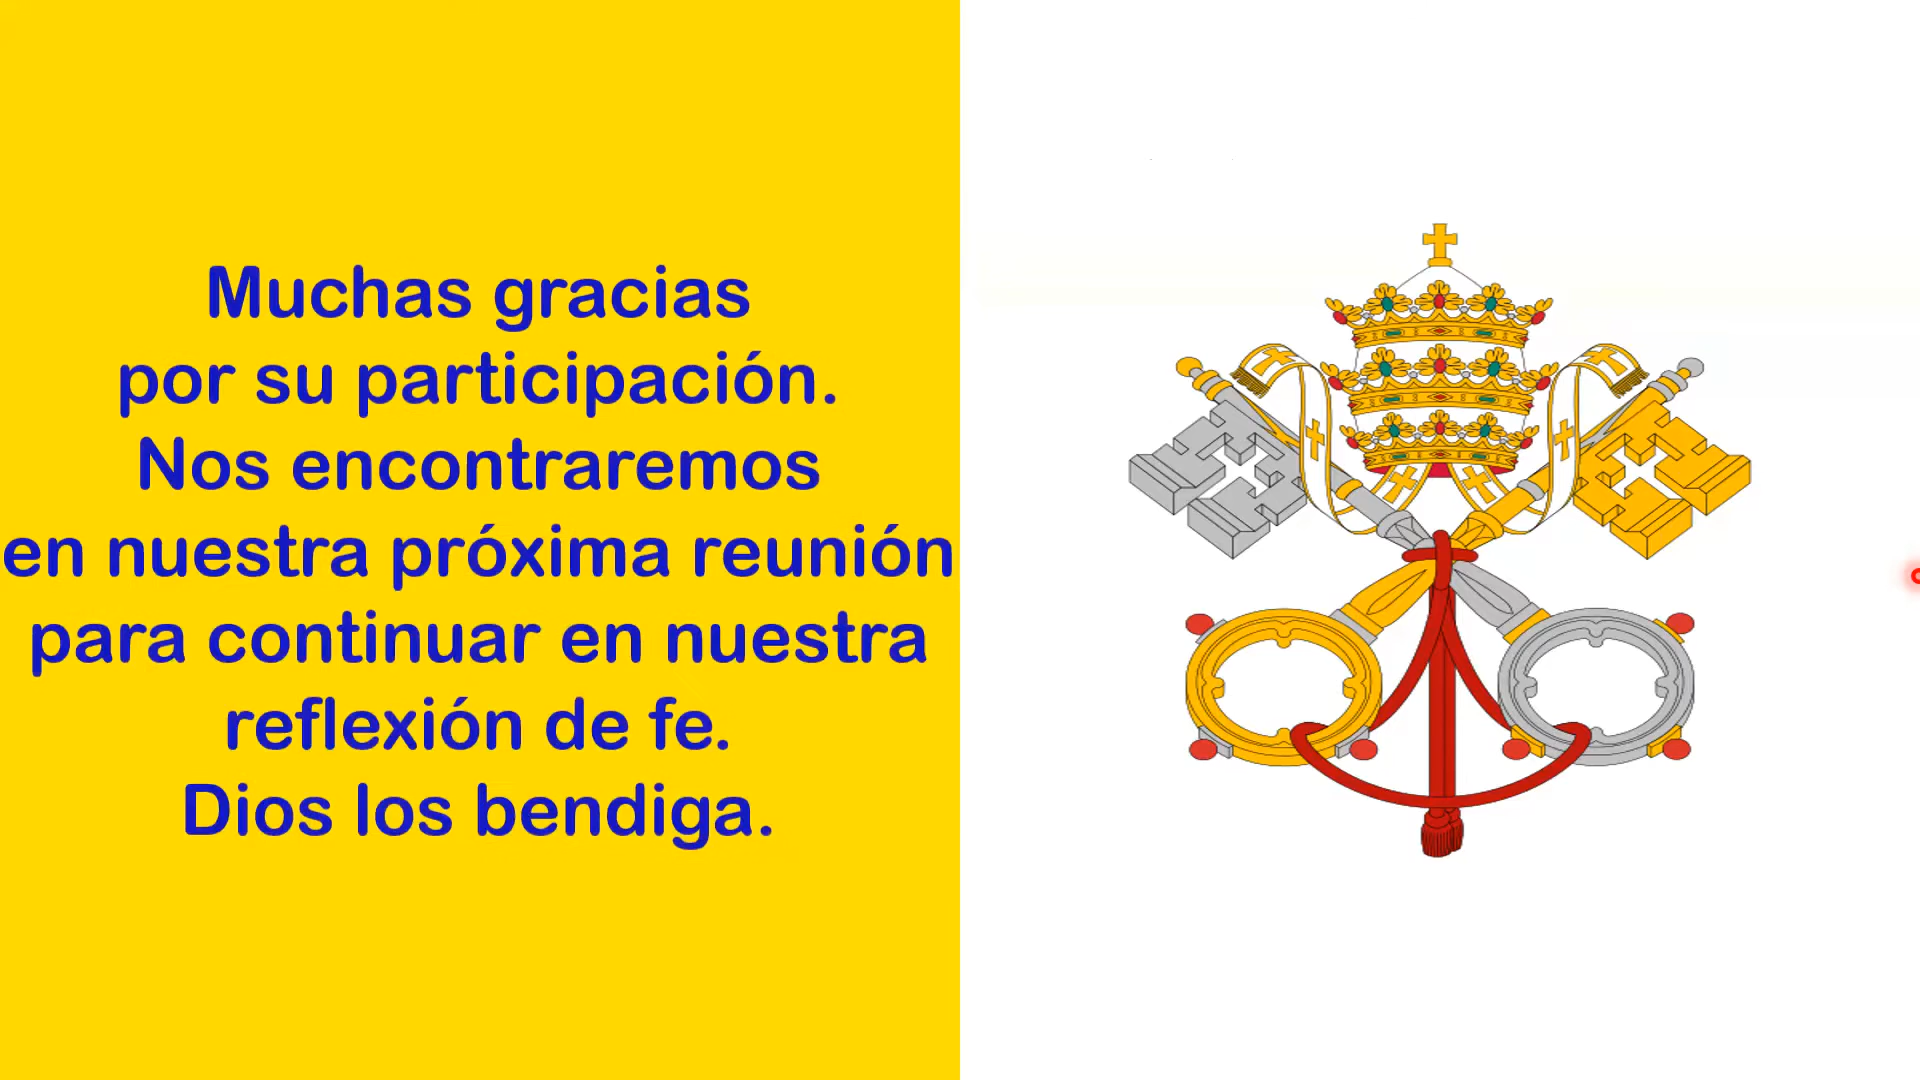 Muchas gracias
por su participación.
Nos encontraremos
en nuestra próxima reunión
para continuar en nuestra
reflexión de fe.
Dios los bendiga.